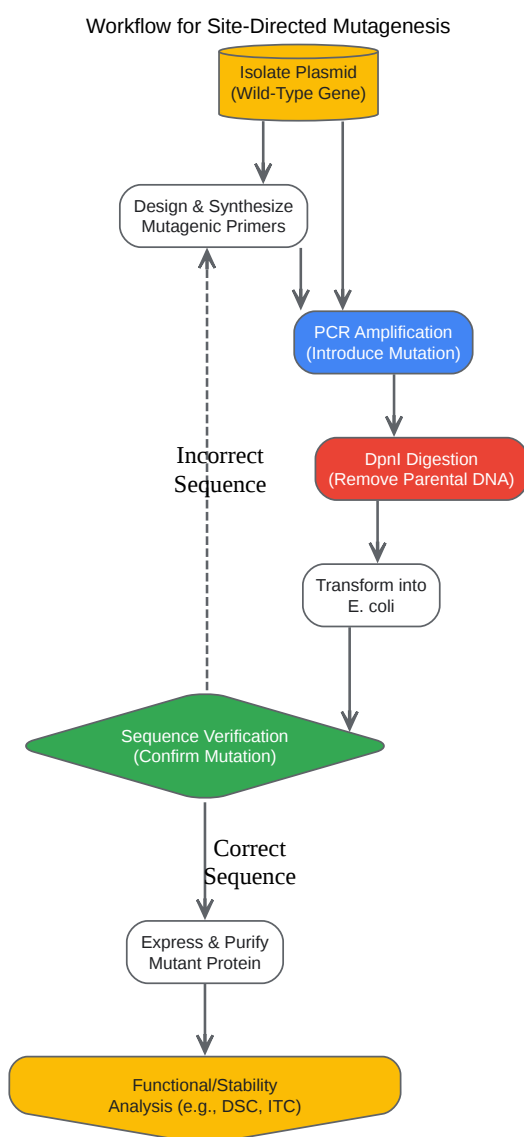 Workflow for Site-Directed Mutagenesis
Isolate Plasmid
(Wild-Type Gene)
Design & Synthesize
Mutagenic Primers
PCR Amplification
(Introduce Mutation)
DpnI Digestion
(Remove Parental DNA)
Incorrect
Sequence
Transform into
E. coli
Sequence Verification
(Confirm Mutation)
Correct
Sequence
Express & Purify
Mutant Protein
Functional/Stability
Analysis (e.g., DSC, ITC)